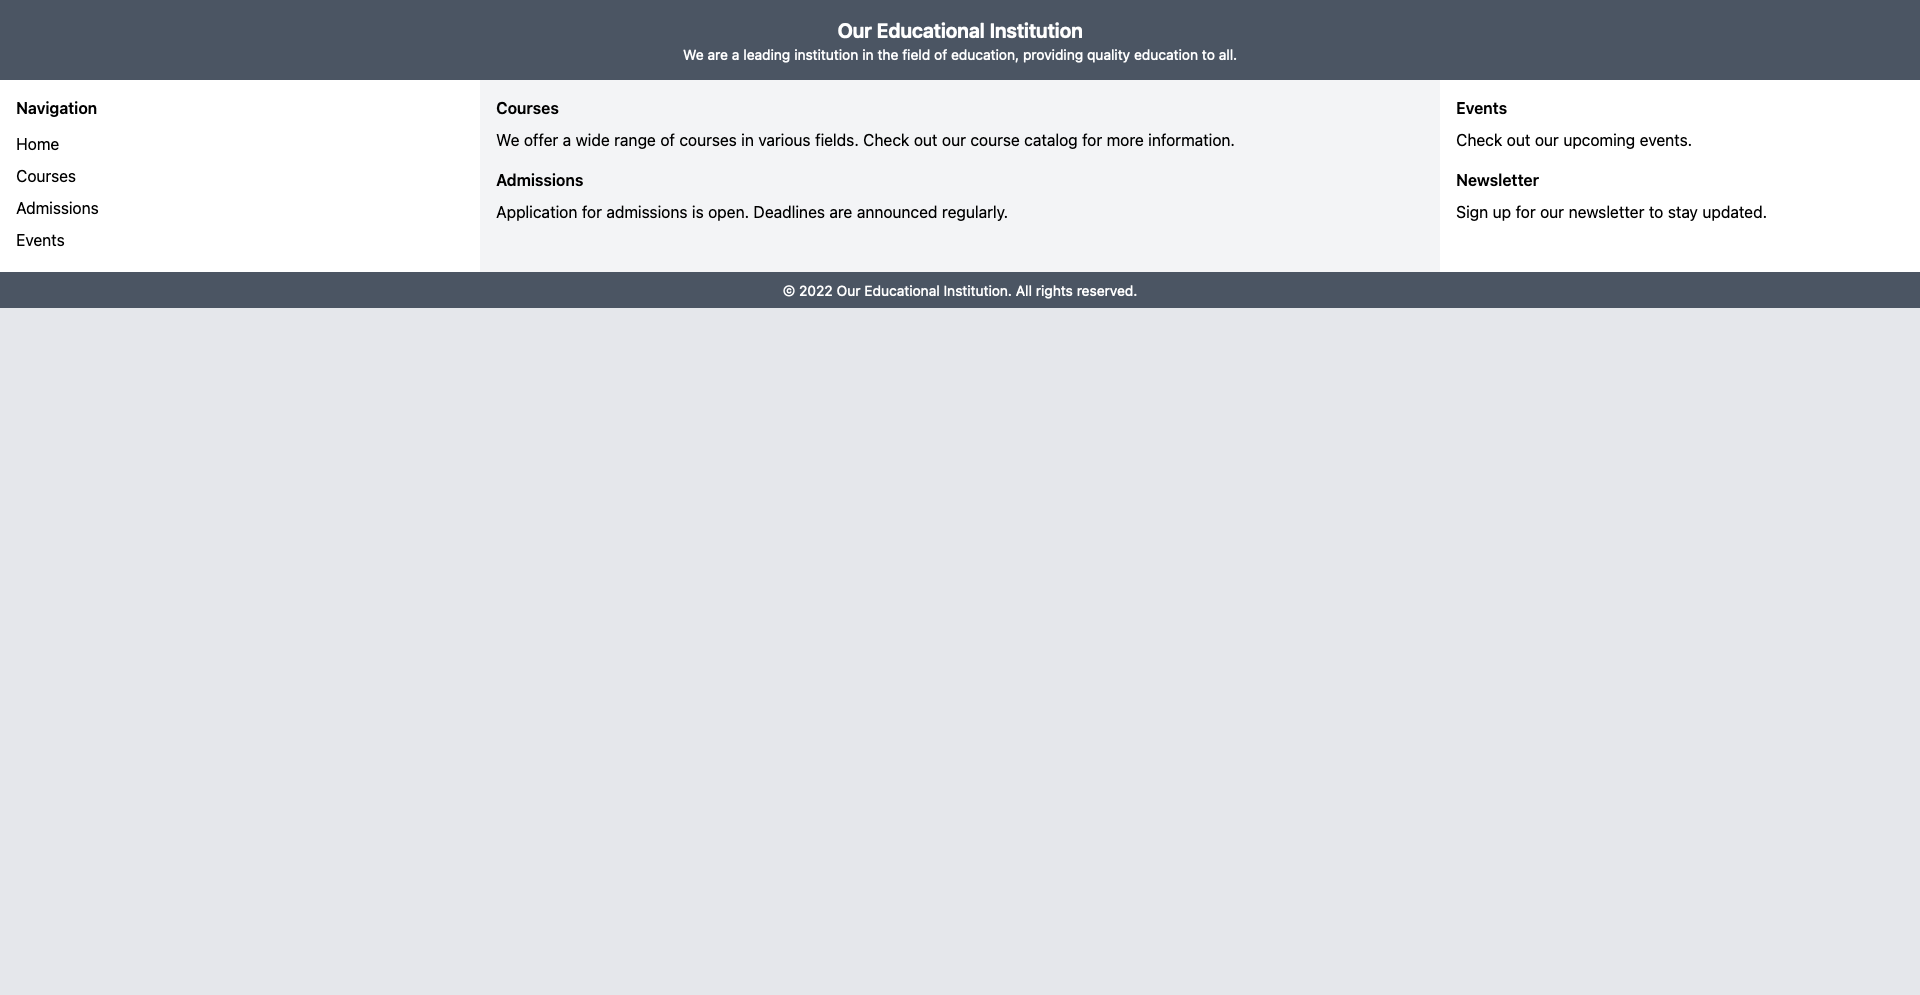 Our Educational Institution
We are a leading institution in the field of education, providing quality education to all.
Navigation
Home
Courses
Admissions
Events
Courses
We offer a wide range of courses in various fields. Check out our course catalog for more information.
Admissions
Application for admissions is open. Deadlines are announced regularly.
Events
Check out our upcoming events.
Newsletter
Sign up for our newsletter to stay updated.
© 2022 Our Educational Institution. All rights reserved.